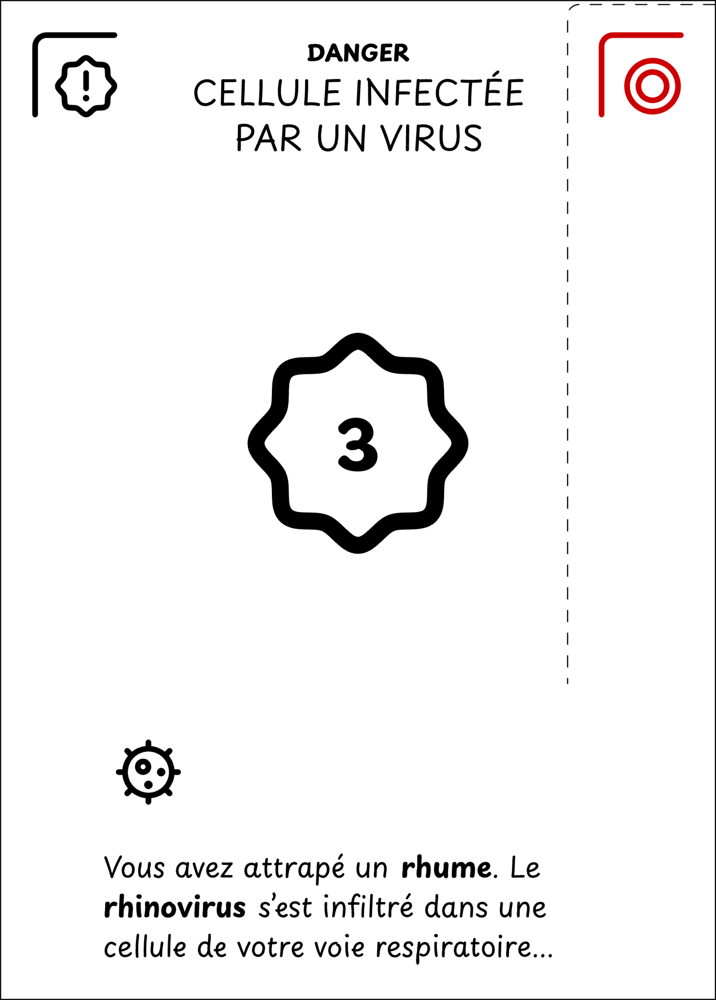 !
DANGER
CELLULE INFECTÉE
PAR UN VIRUS
3
Vous avez attrapé un rhume. Le
rhinovirus s’est infiltré dans une
cellule de votre voie respiratoire...